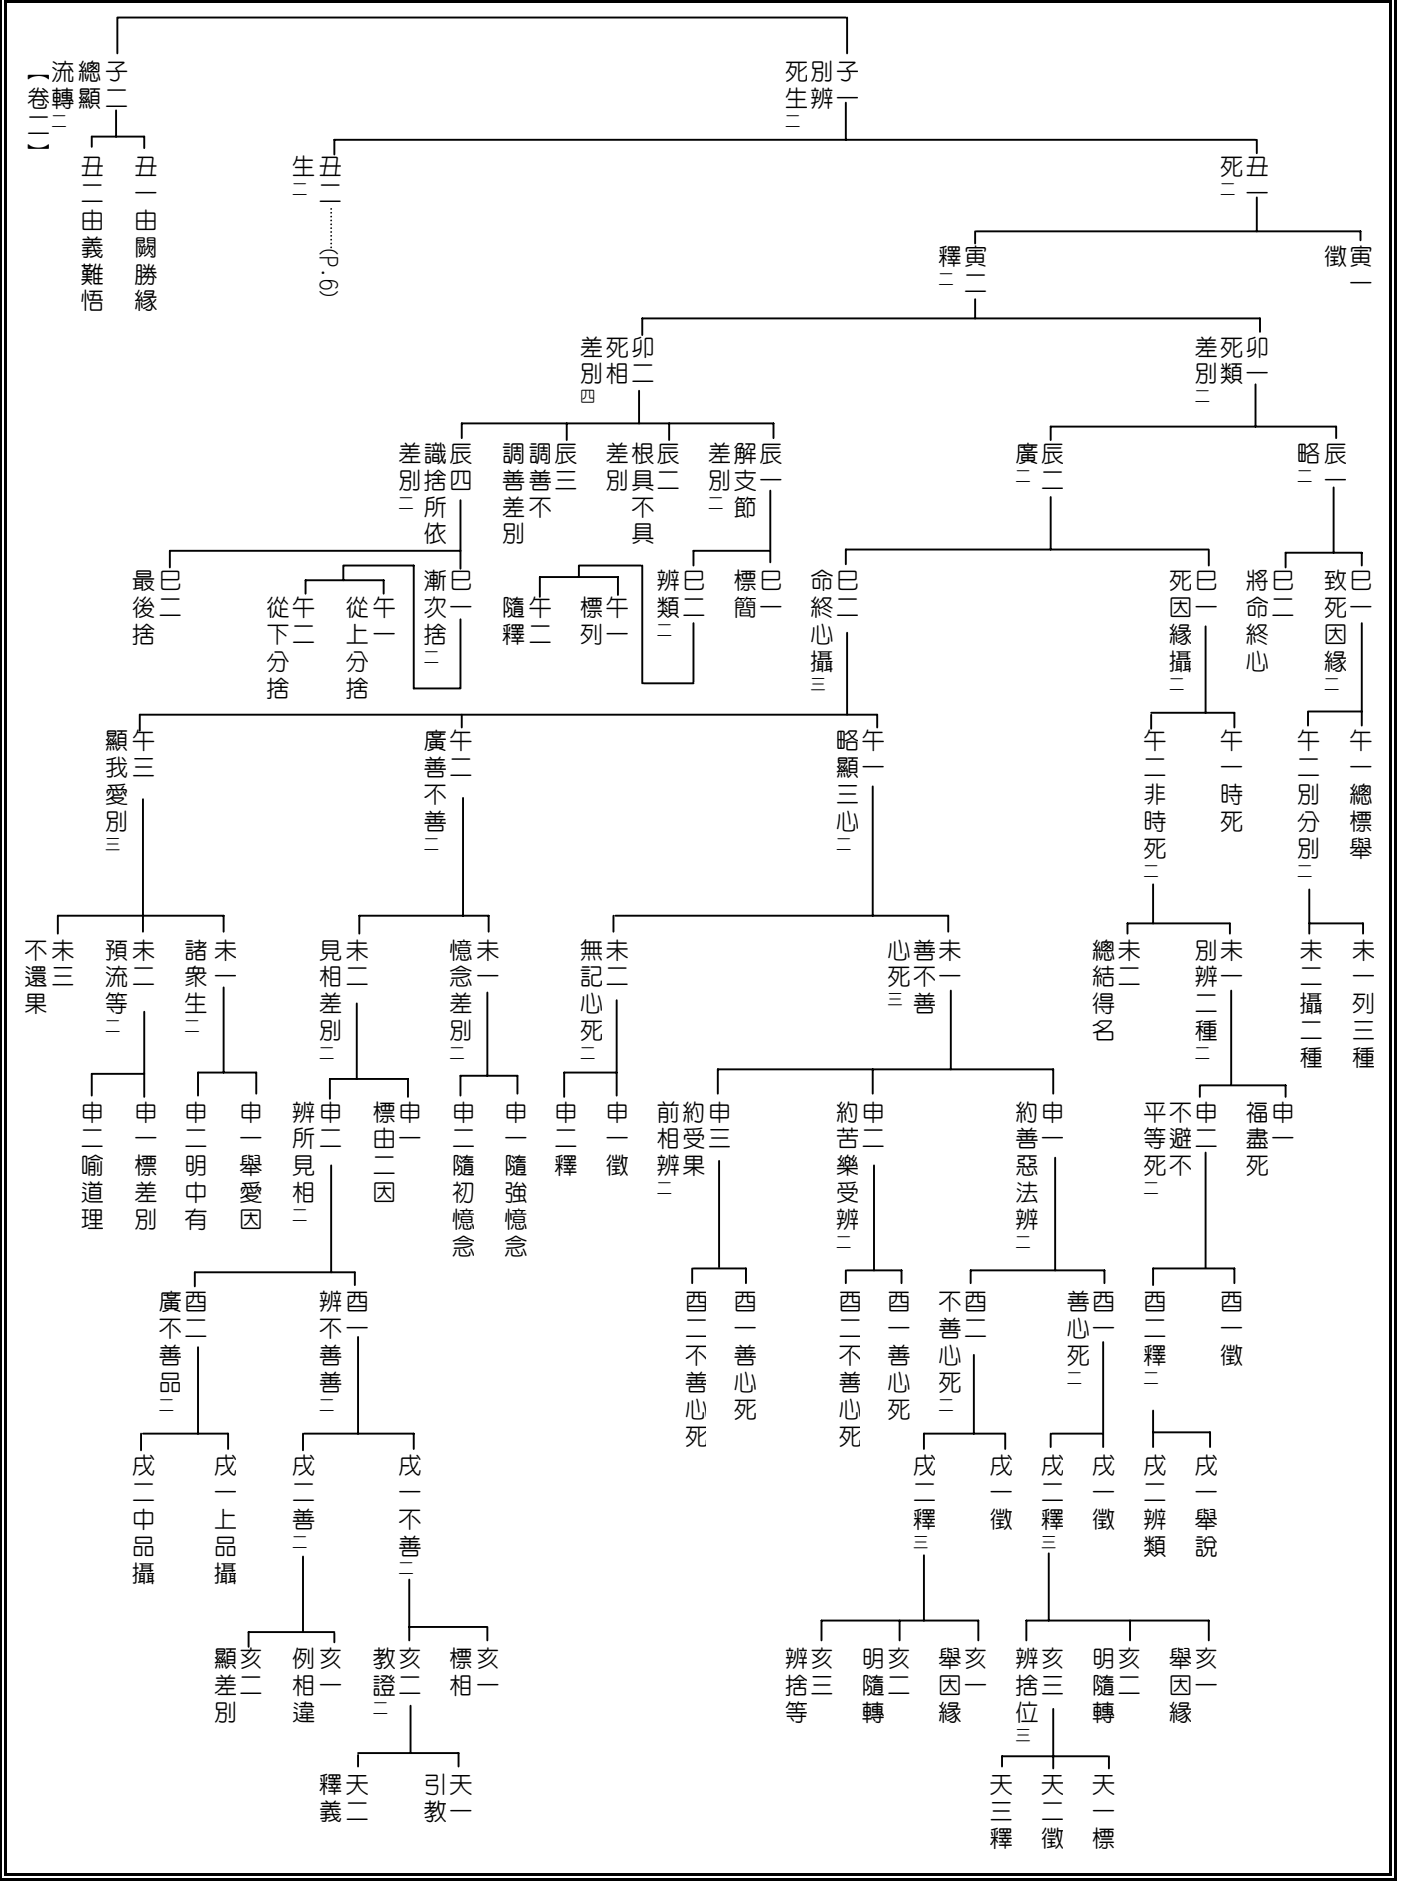 子一別辨死生二
子二總顯流轉二【卷二】
丑一死二
丑二生二………(P.6)
丑一由闕勝緣
丑二由義難悟
寅一徵
寅二釋二
卯一死類差別二
卯二死相差別四
辰一略二
辰二廣二
辰一解支節差別二
辰二根具不具差別
辰三調善不調善差別
辰四識捨所依差別二
巳一致死因緣二
巳二將命終心
巳一死因緣攝二
巳二命終心攝三
巳一標簡
巳二辨類二
午一標列
午二隨釋
巳一漸次捨二
午一從上分捨
午二從下分捨
巳二最後捨
午一總標舉
午二別分別二
午一時死
午二非時死二
午一略顯三心二
午二廣善不善二
午三顯我愛別三
未一列三種
未二攝二種
未一別辨二種二
未二總結得名
未一善不善心死三
未二無記心死二
未一憶念差別二
未二見相差別二
未一諸眾生二
未二預流等二
未三不還果
申一福盡死
申二不避不平等死二
申一約善惡法辨二
申二約苦樂受辨二
申三約受果前相辨二
申一徵
申二釋
申一隨強憶念
申二隨初憶念
申一標由二因
申二辨所見相二
申一舉愛因
申二明中有
申一標差別
申二喻道理
酉一徵
酉二釋二
酉一善心死二
酉二不善心死二
酉一善心死
酉二不善心死
酉一善心死
酉二不善心死
酉一辨不善善二
酉二廣不善品二
戌一舉說
戌二辨類
戌一徵
戌二釋三
戌一徵
戌二釋三
戌一不善二
戌二善二
戌一上品攝
戌二中品攝
亥一舉因緣
亥二明隨轉
亥三辨捨位三
亥一舉因緣
亥二明隨轉
亥三辨捨等
亥一標相
亥二教證二
亥一例相違
亥二顯差別
天一標
天二徵
天三釋
天一引教
天二釋義